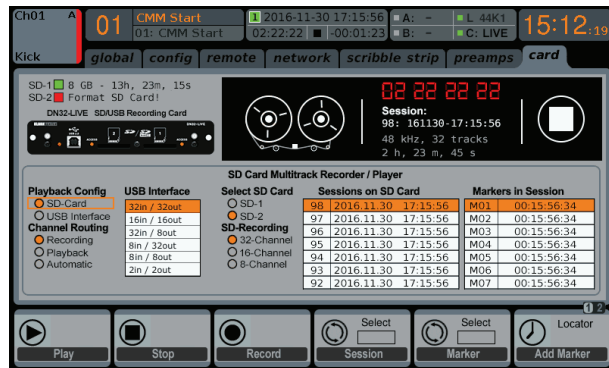 Ch01 A
Kick
01
CMM Start
01: CMM Start
1 2016-11-30 17:15:56
02:22:22 -00:01:23
A: -
B: -
L 44K1
C: LIVE
15:12:19
global config remote network scribble strip preamps card
SD-1 8 GB - 13h, 23m, 15s
SD-2 Format SD Card!
DN32-LIVE SD/USB Recording Card
02 22 22 22
Session:
98: 161130-17:15:56
48 kHz, 32 tracks
2 h, 23 m, 45 s
SD Card Multitrack Recorder / Player
Playback Config
SD-Card
USB Interface
Channel Routing
Recording
Playback
Automatic
USB Interface
32in / 32out
16in / 16out
32in / 8out
8in / 32out
8in / 8out
2in / 2out
Select SD Card
SD-1
SD-2
SD-Recording
32-Channel
16-Channel
8-Channel
Sessions on SD Card
98 2016.11.30 17:15:56
97 2016.11.30 17:15:56
96 2016.11.30 17:15:56
95 2016.11.30 17:15:56
94 2016.11.30 17:15:56
93 2016.11.30 17:15:56
92 2016.11.30 17:15:56
Markers in Session
M01 00:15:56:34
M02 00:15:56:34
M03 00:15:56:34
M04 00:15:56:34
M05 00:15:56:34
M06 00:15:56:34
M07 00:15:56:34
1 2
Play
Stop
Record
Select
Session
Select
Marker
Locator
Add Marker